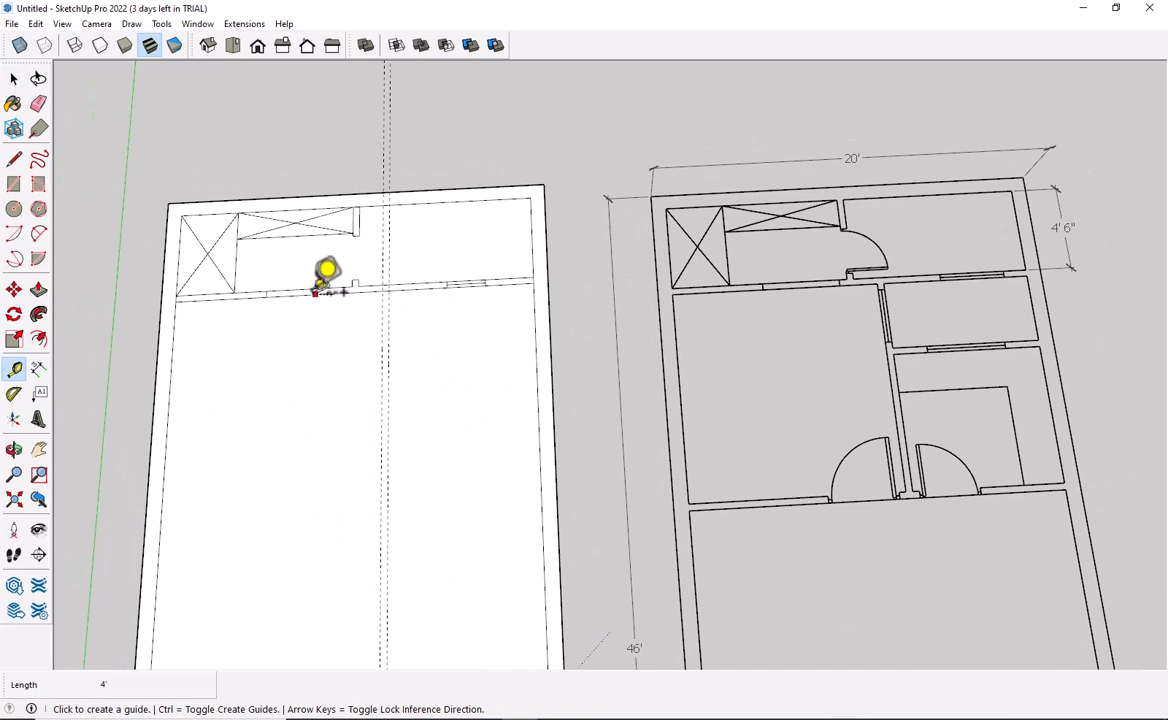 Untitled - SketchUp Pro 2022 (3 days left in TRIAL)
File Edit View Camera Draw Tools Window Extensions Help
20'
4' 6"
A1
46'
Length 4'
Click to create a guide. | Ctrl = Toggle Create Guides. | Arrow Keys = Toggle Lock Inference Direction.